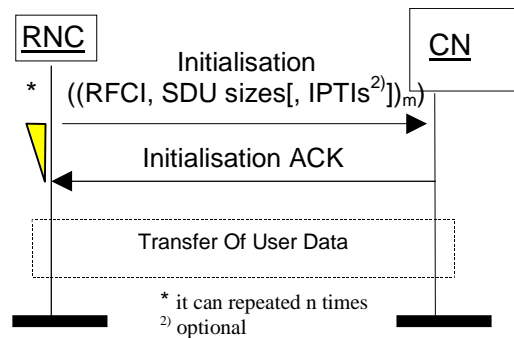 RNC
CN
Initialisation
* ((RFCI, SDU sizes[, IPTIs2)])m)
Initialisation ACK
Transfer Of User Data
* it can repeated n times
2) optional